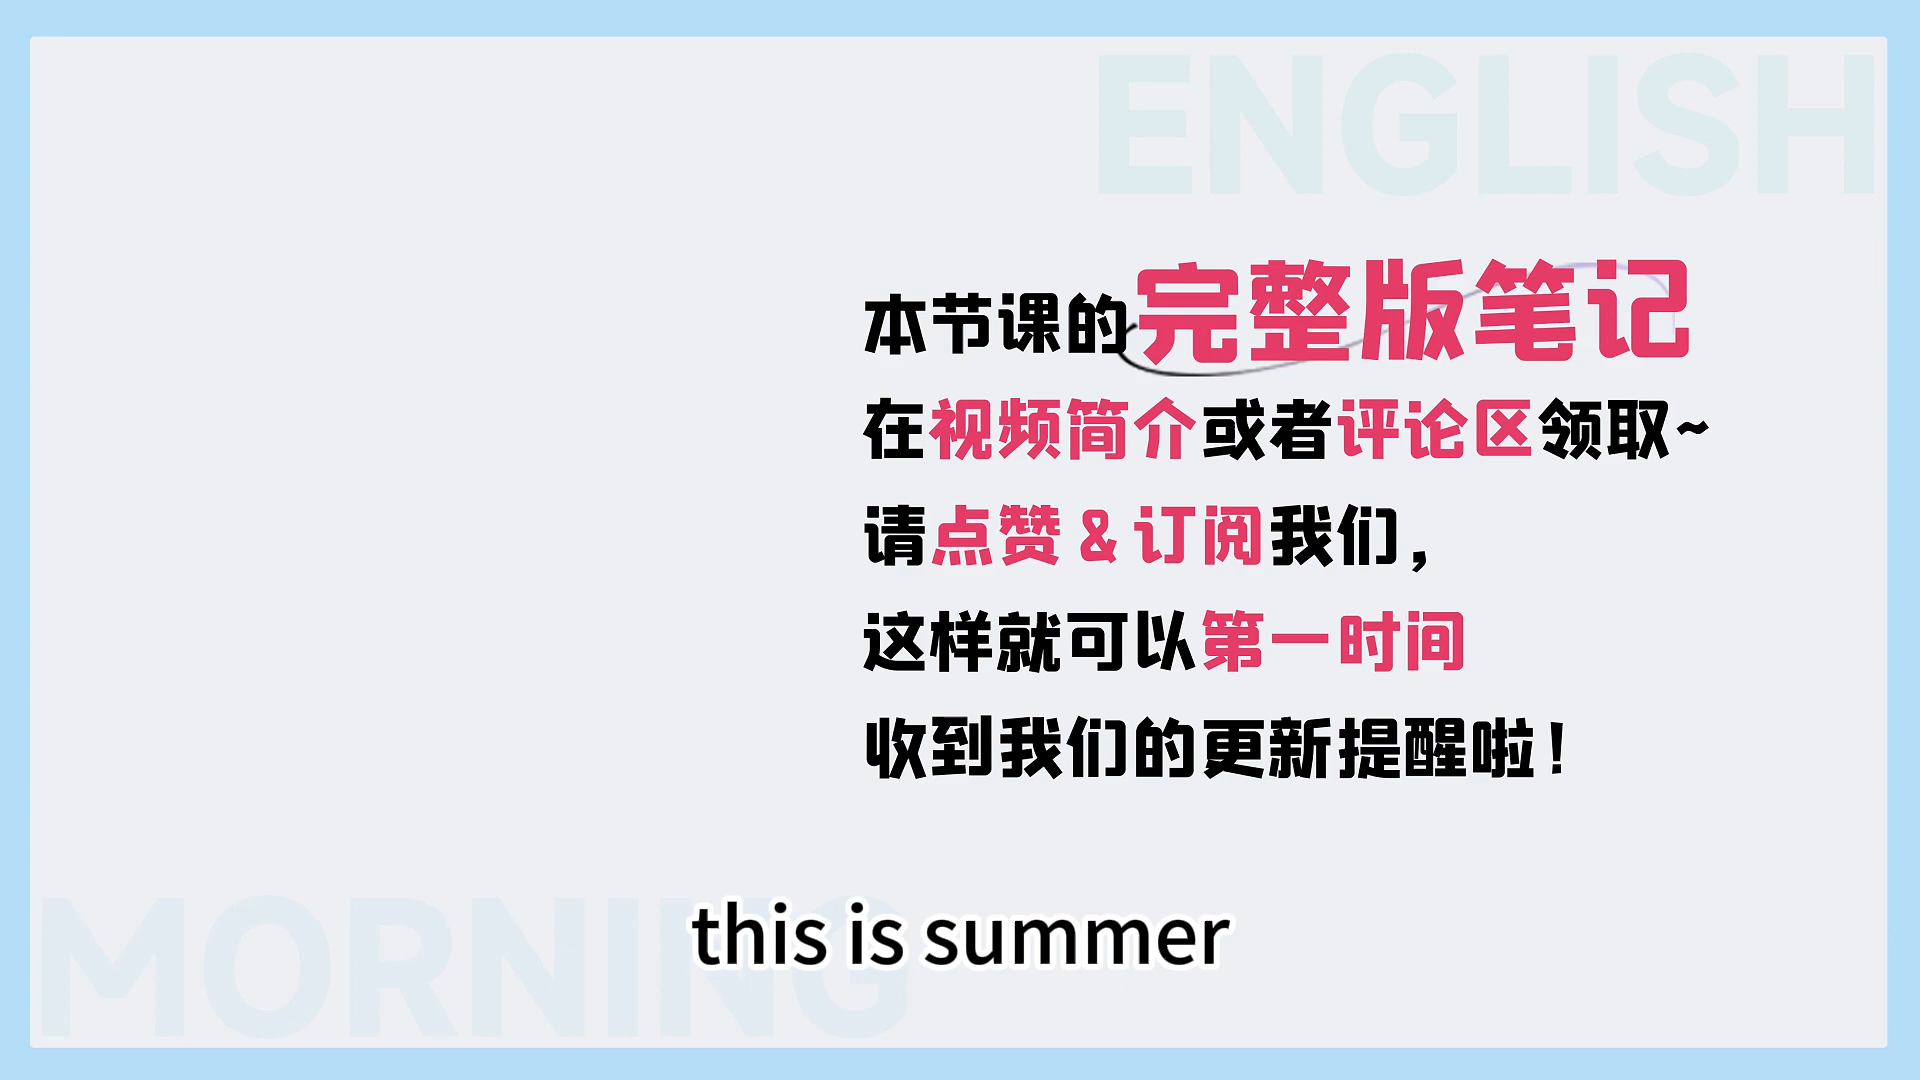 ENGLISH
本节课的完整版笔记
在视频简介或者评论区领取~
请点赞&订阅我们，
这样就可以第一时间
收到我们的更新提醒啦！
MORNING
this is summer